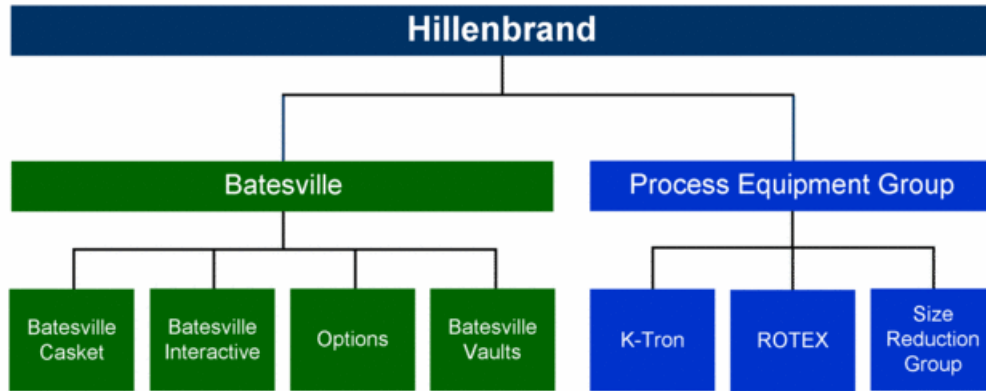 Hillenbrand
Batesville
Process Equipment Group
Batesville
Casket
Batesville
Interactive
Options
Batesville
Vaults
K-Tron
ROTEX
Size
Reduction
Group